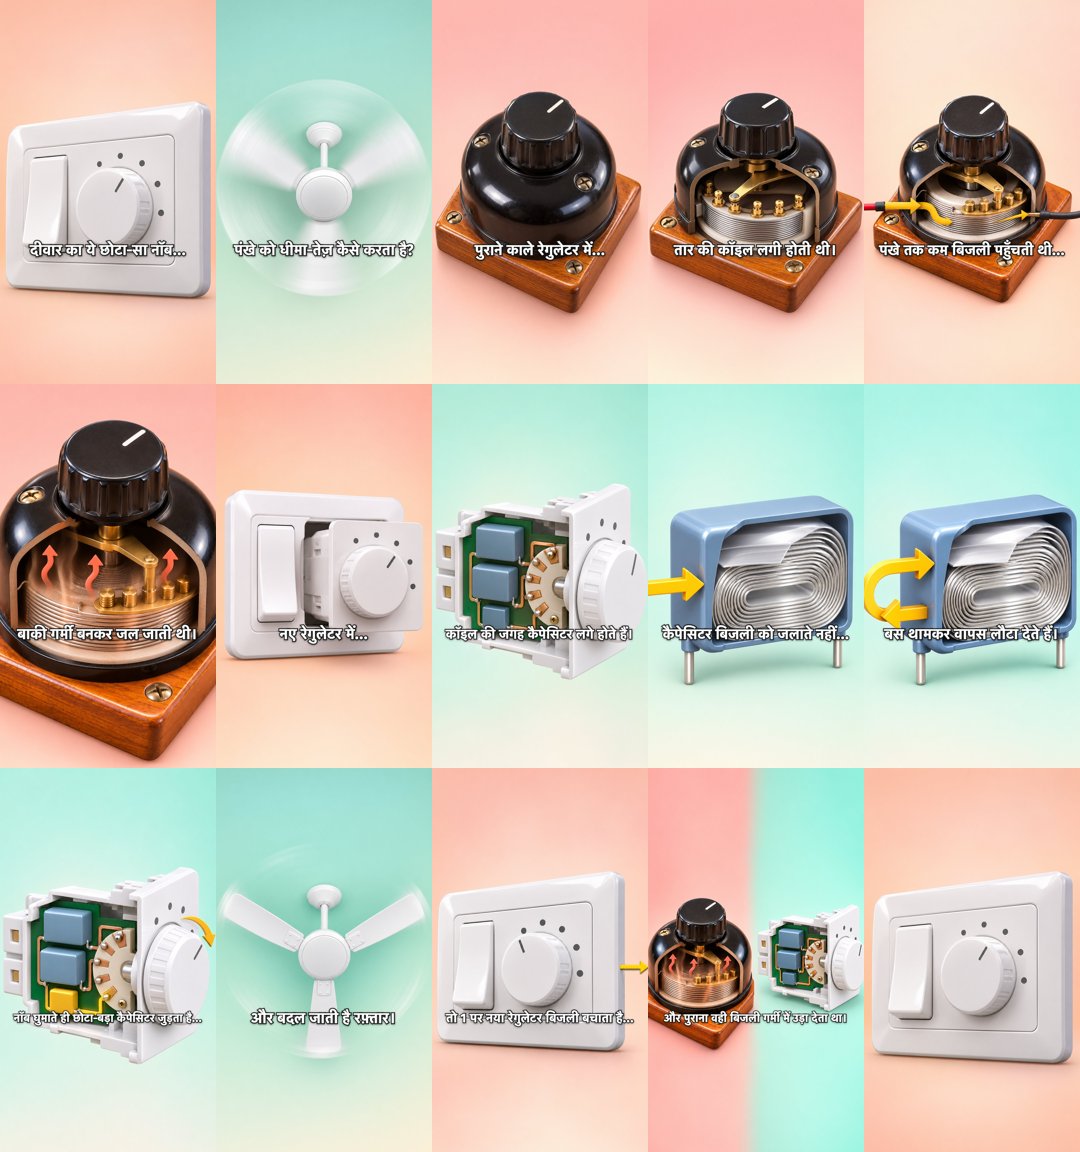 दीवार का ये छोटा-सा नॉब...
पंखे को धीमा-तेज़ कैसे करता है?
पुराने काले रेगुलेटर में...
तार की कॉइल लगी होती थी।
पंखे तक कम बिजली पहुँचती थी...
बाकी गर्मी बनकर जल जाती थी।
नए रेगुलेटर में...
कॉइल की जगह कैपेसिटर लगे होते हैं।
कैपेसिटर बिजली को जलाते नहीं...
बस थामकर वापस लौटा देते हैं।
नॉब घुमाते ही छोटा-बड़ा कैपेसिटर जुड़ता है...
और बदल जाती है रफ़्तार।
तो 1 पर नया रेगुलेटर बिजली बचाता है...
और पुराना वही बिजली गर्मी में उड़ा देता था।